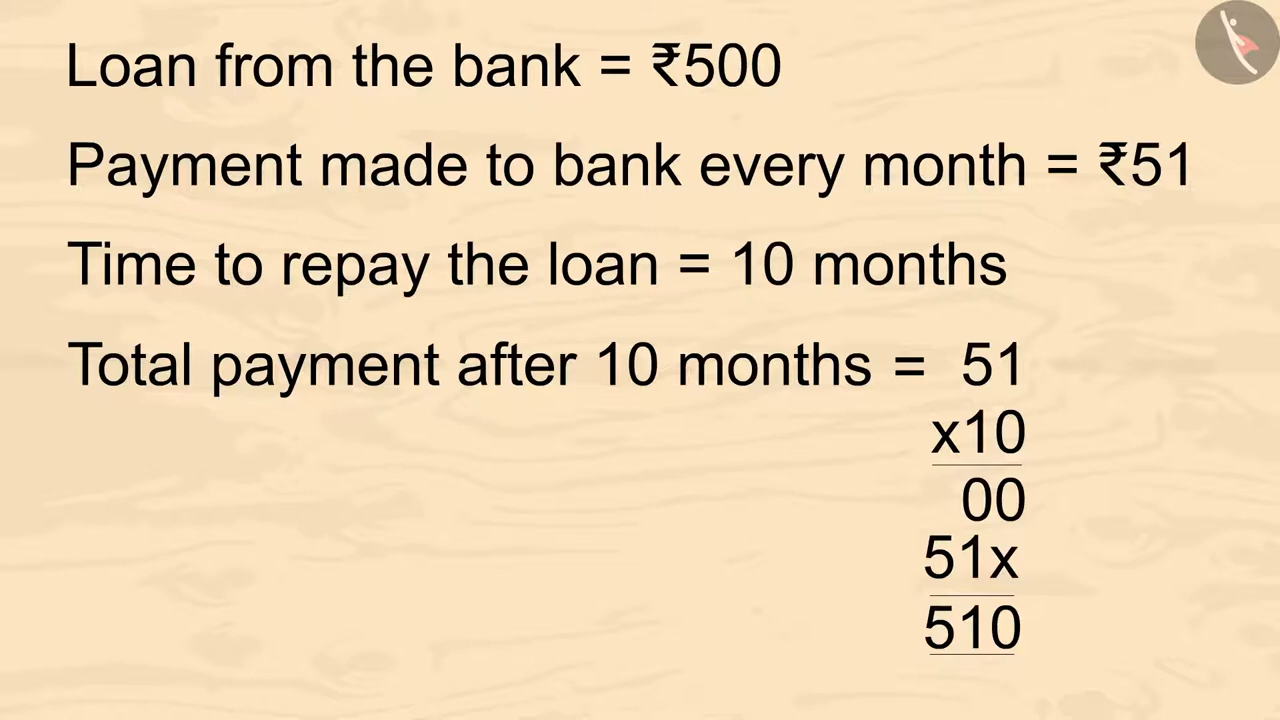 Loan from the bank = ₹500
Payment made to bank every month = ₹51
Time to repay the loan = 10 months
Total payment after 10 months = 51
x10
00
51x
510